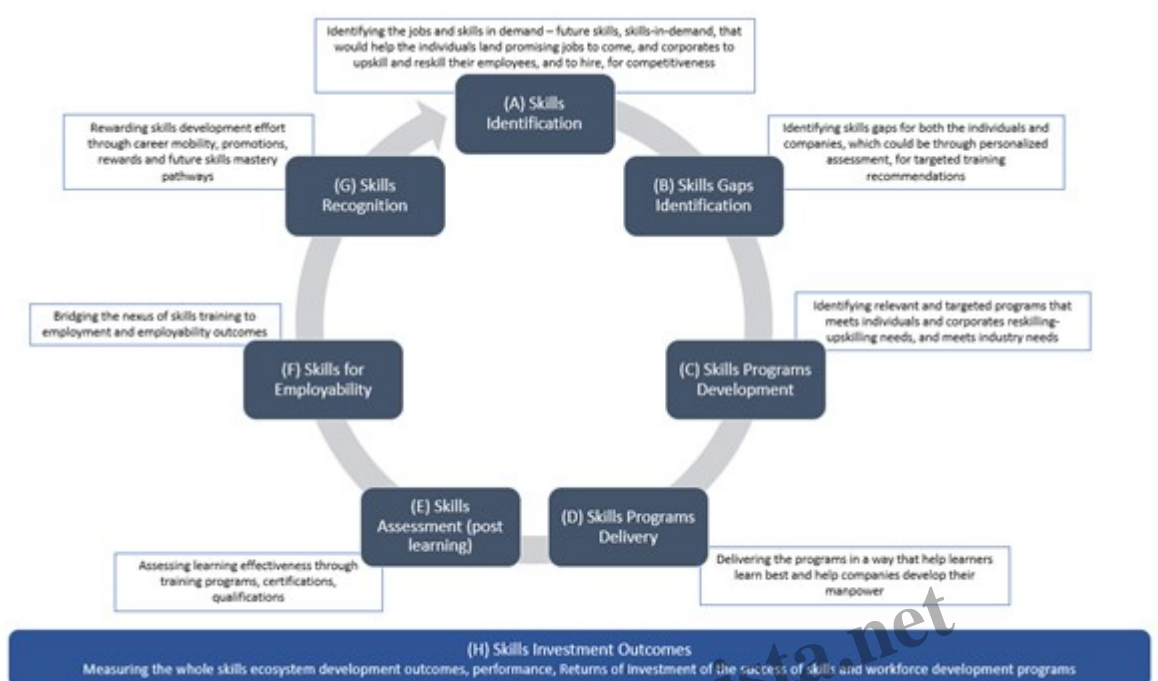 Identifying the jobs and skills in demand – future skills, skills-in-demand, that
would help the individuals land promising jobs to come, and corporates to
upskill and reskill their employees, and to hire, for competitiveness
(A) Skills
Identification
Identifying skills gaps for both the individuals and
companies, which could be through personalized
assessment, for targeted training
recommendations
(B) Skills Gaps
Identification
Identifying relevant and targeted programs that
meets individuals and corporates reskilling-
upskilling needs, and meets industry needs
(C) Skills Programs
Development
(D) Skills Programs
Delivery
Delivering the programs in a way that help learners
learn best and help companies develop their
manpower
(E) Skills
Assessment (post
learning)
Assessing learning effectiveness through
training programs, certifications,
qualifications
(F) Skills for
Employability
Bridging the nexus of skills training to
employment and employability outcomes
(G) Skills
Recognition
Rewarding skills development effort
through career mobility, promotions,
rewards and future skills mastery
pathways
(H) Skills Investment Outcomes
Measuring the whole skills ecosystem development outcomes, performance, Returns of Investment of the success of skills and workforce development programs